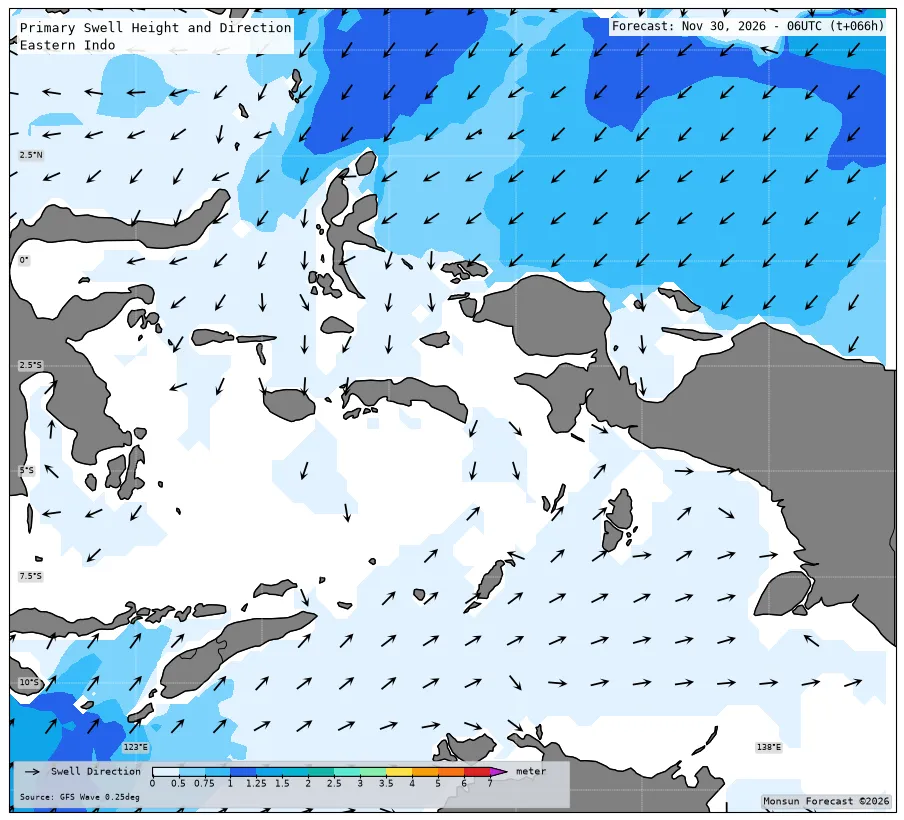 Primary Swell Height and Direction
Eastern Indo
Forecast: Nov 30, 2026 - 06UTC (t+066h)
2.5°N
0°
2.5°S
5°S
7.5°S
10°S
123°E
138°E
Swell Direction
meter
0 0.5 0.75 1 1.25 1.5 2 2.5 3 3.5 4 5 6 7
Source: GFS Wave 0.25deg
Monsun Forecast ©2026